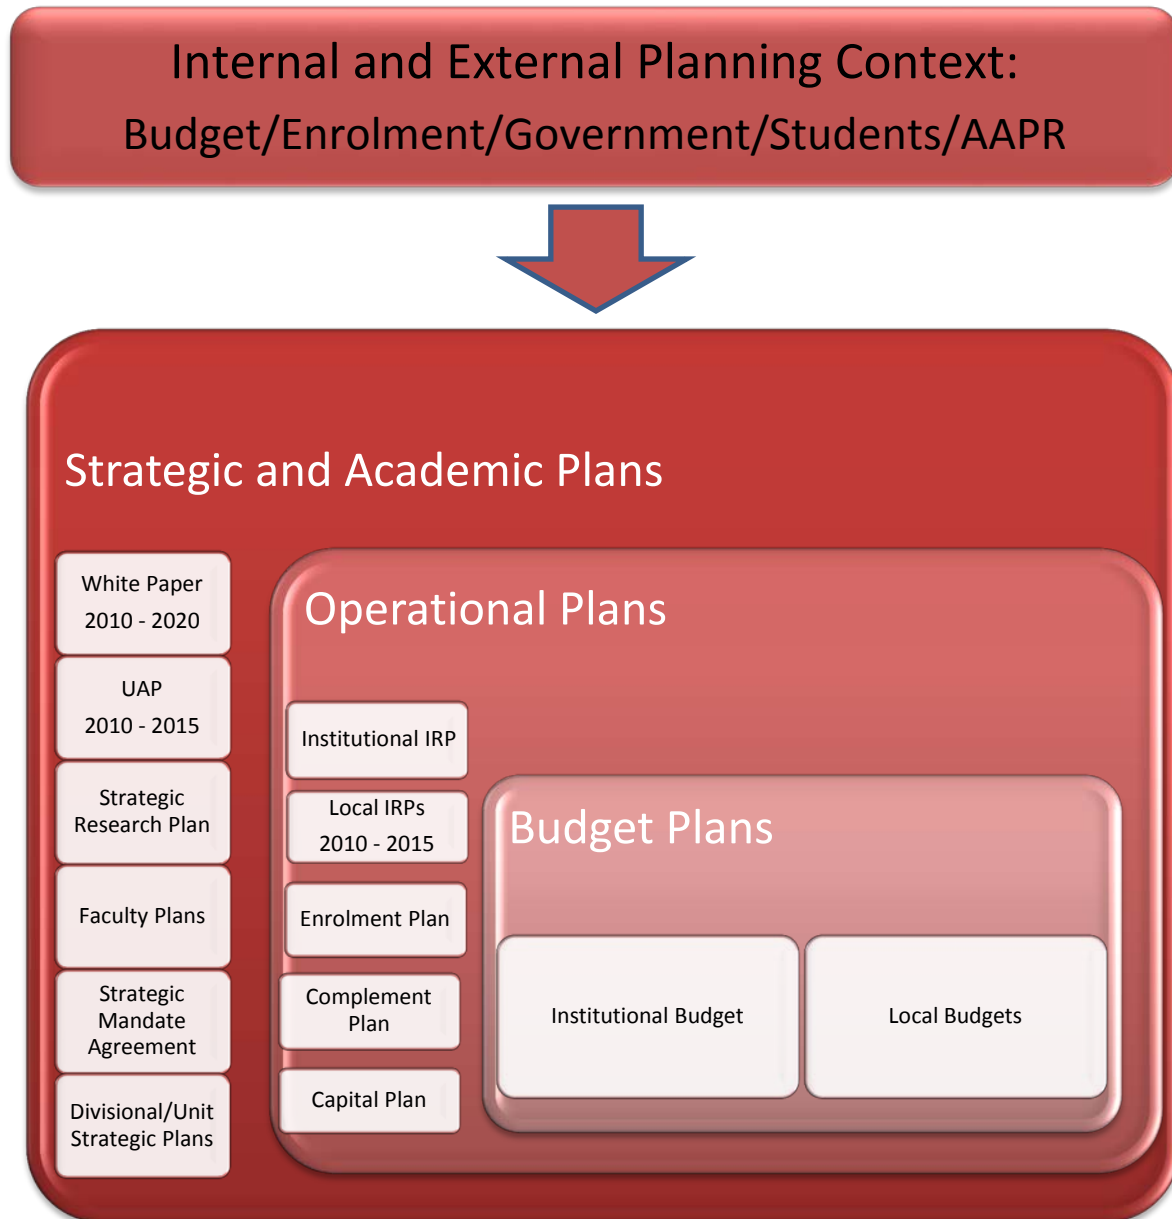 Internal and External Planning Context:
Budget/Enrolment/Government/Students/AAPR
Strategic and Academic Plans
White Paper
2010 - 2020
UAP
2010 - 2015
Strategic
Research Plan
Faculty Plans
Strategic
Mandate
Agreement
Divisional/Unit
Strategic Plans
Operational Plans
Institutional IRP
Local IRPs
2010 - 2015
Enrolment Plan
Complement
Plan
Capital Plan
Budget Plans
Institutional Budget
Local Budgets